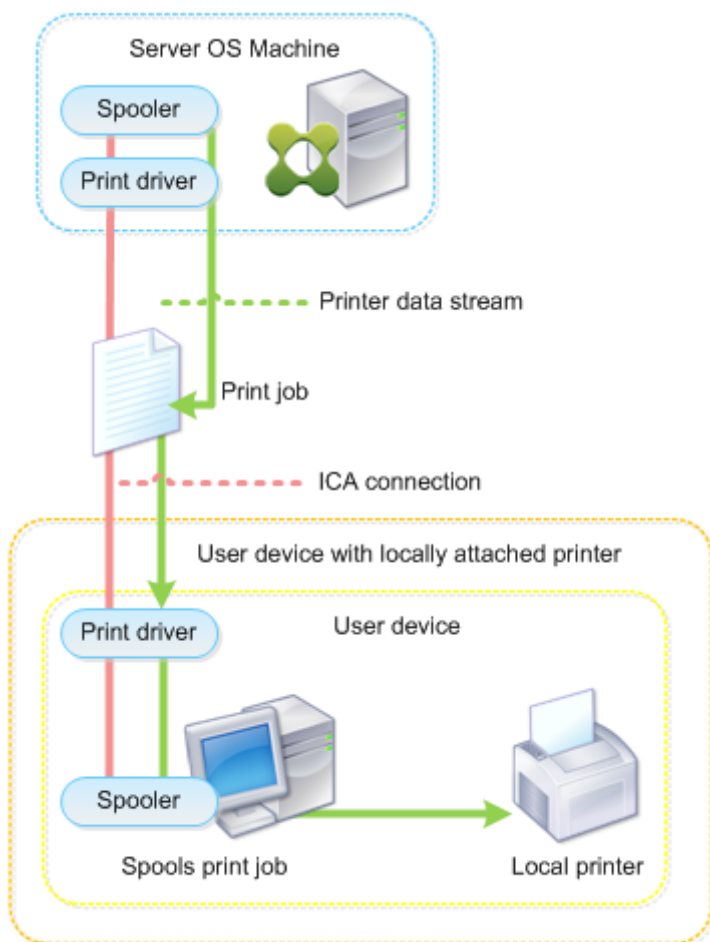 Server OS Machine
Spooler
Print driver
Printer data stream
Print job
ICA connection
User device with locally attached printer
Print driver
User device
Spooler
Spools print job
Local printer